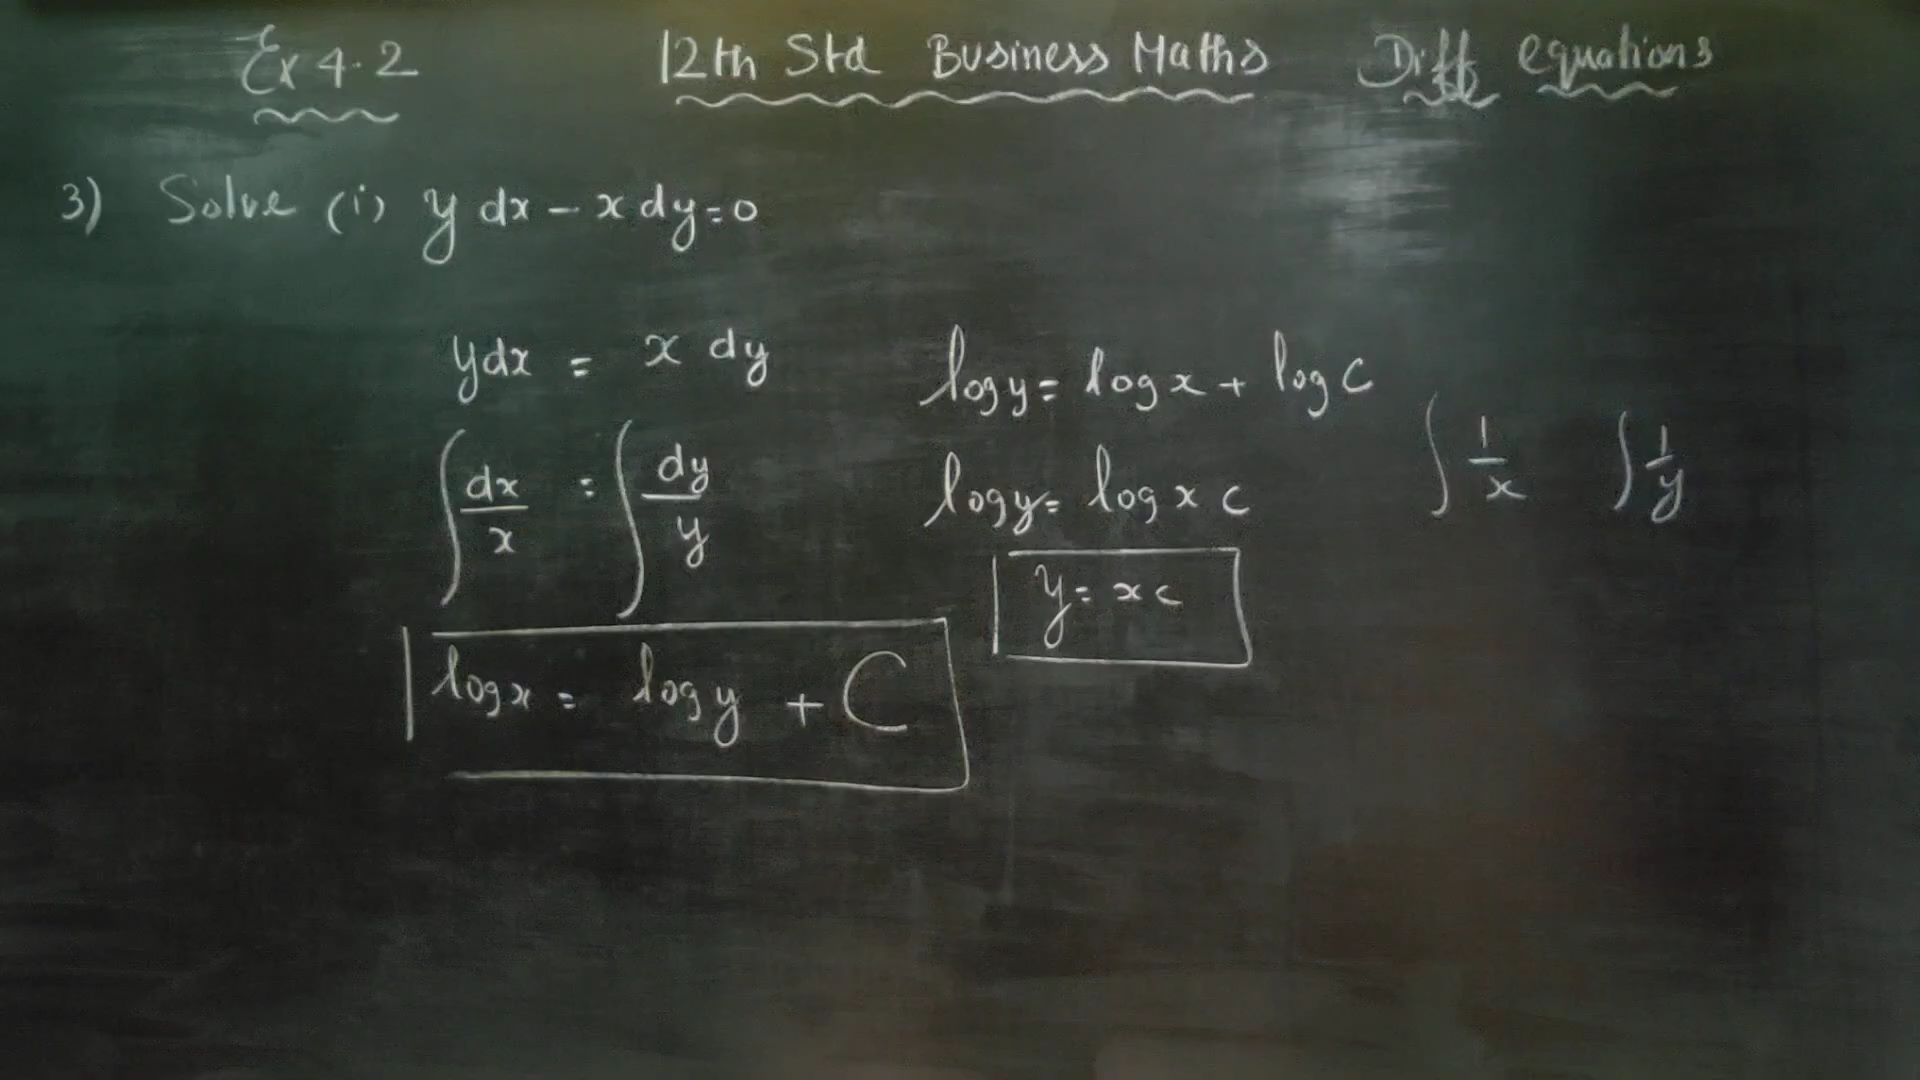 Ex 4.2 12th Std Business Maths Diff equations
3) Solve (i) y dx - x dy = 0
ydx = x dy
∫ dx/x = ∫ dy/y
log x = log y + C
log y = log x + log c
log y = log x c
y = xc
∫ 1/x ∫ 1/y